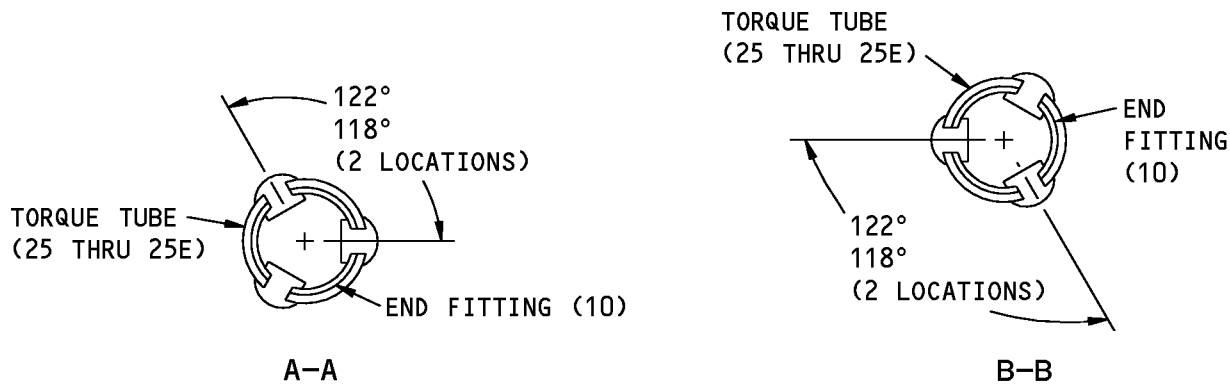 122°
118°
(2 LOCATIONS)
TORQUE TUBE
(25 THRU 25E)
END FITTING (10)
A-A
TORQUE TUBE
(25 THRU 25E)
END
FITTING
(10)
122°
118°
(2 LOCATIONS)
B-B